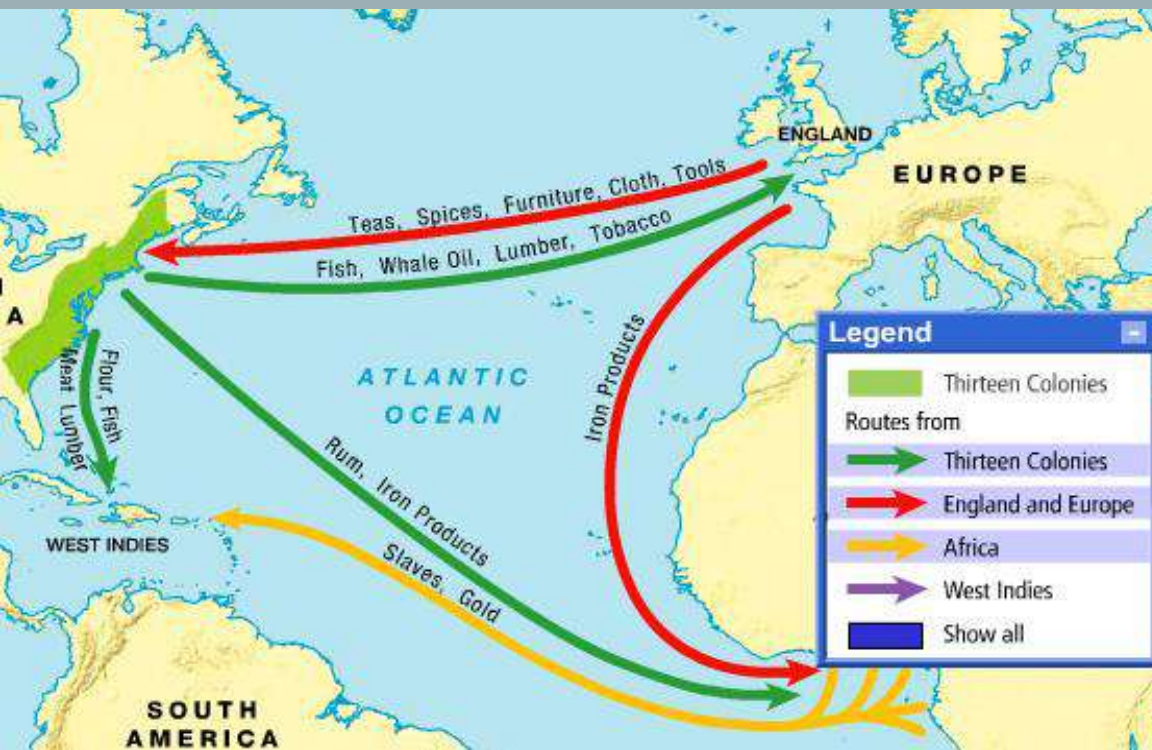 ENGLAND
EUROPE
Teas, Spices, Furniture, Cloth, Tools
Fish, Whale Oil, Lumber, Tobacco
A
Iron Products
ATLANTIC
OCEAN
Flour, Fish
Meat Lumber
Rum, Iron Products
Slaves, Gold
WEST INDIES
SOUTH
AMERICA
Legend
-
Thirteen Colonies
Routes from
Thirteen Colonies
England and Europe
Africa
West Indies
Show all